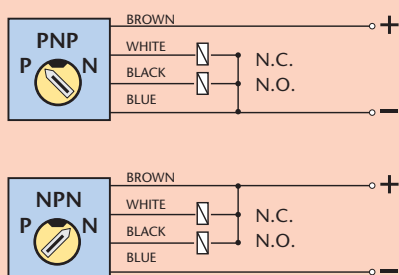 BROWN
+
PNP
WHITE
P N
N.C.
BLACK
N.O.
BLUE
−
BROWN
+
NPN
WHITE
P N
N.C.
BLACK
N.O.
BLUE
−